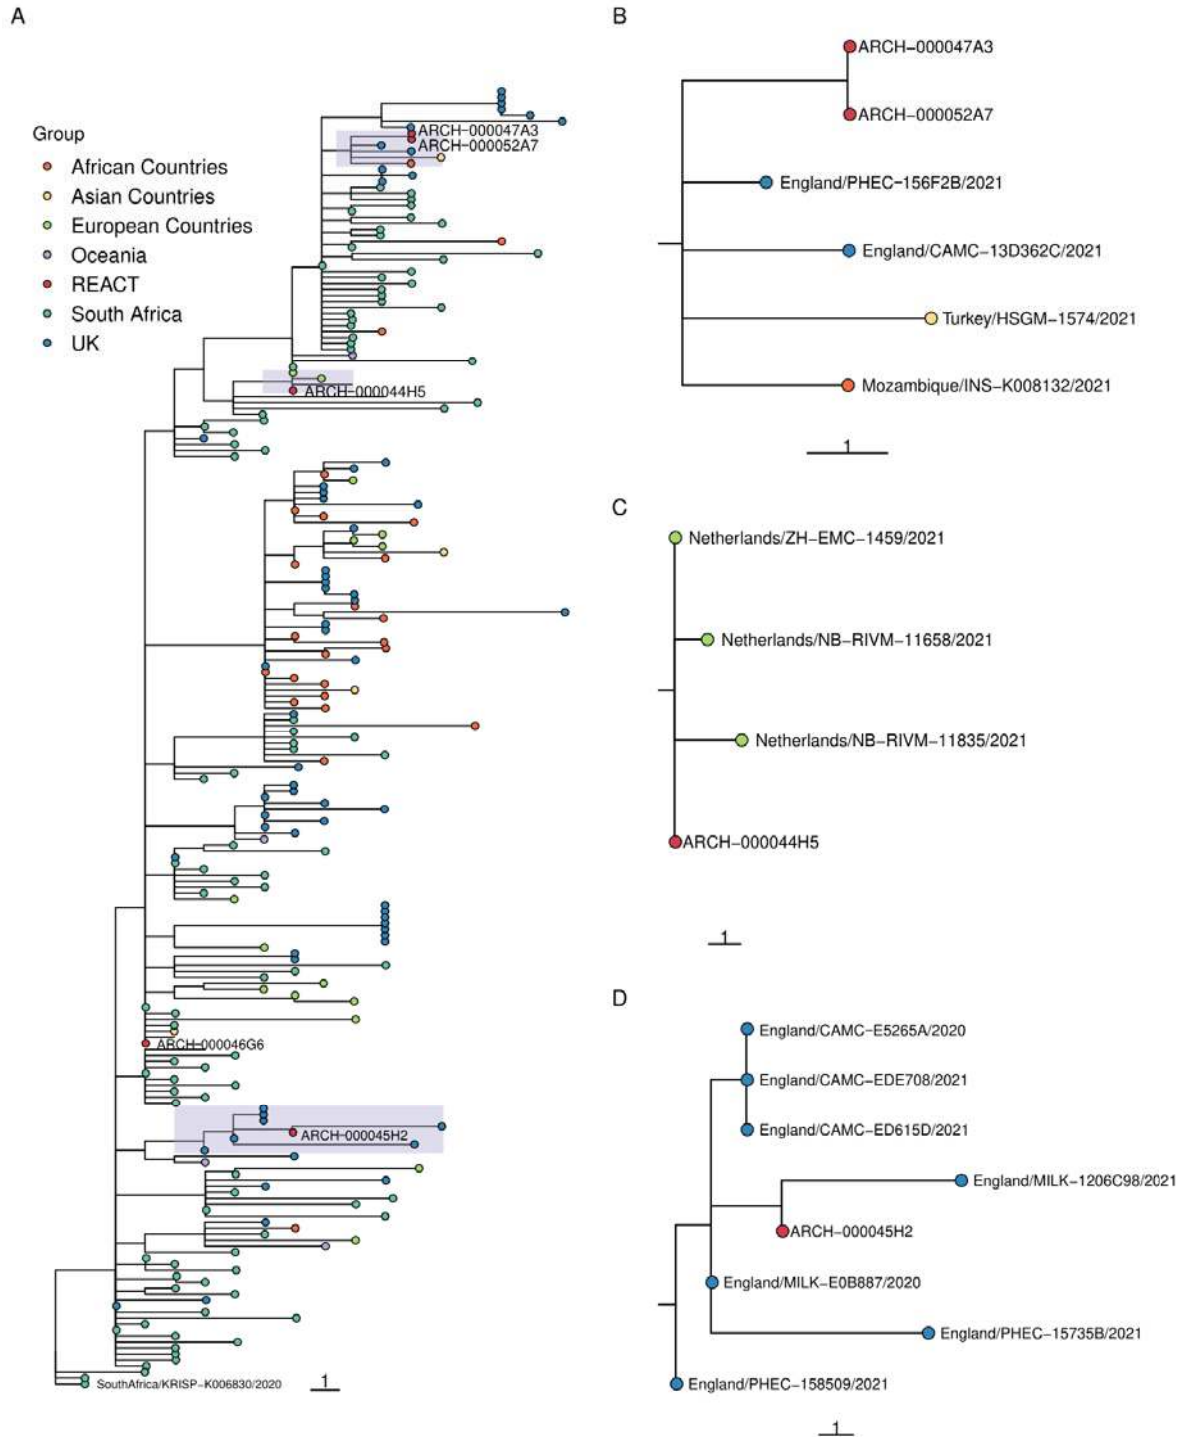 A
Group
African Countries
Asian Countries
European Countries
Oceania
REACT
South Africa
UK
ARCH−000047A3
ARCH−000052A7
ARCH−000044H5
ARCH−000046G6
ARCH−000045H2
SouthAfrica/KRISP−K006830/2020
1
B
ARCH−000047A3
ARCH−000052A7
England/PHEC−156F2B/2021
England/CAMC−13D362C/2021
Turkey/HSGM−1574/2021
Mozambique/INS−K008132/2021
1
C
Netherlands/ZH−EMC−1459/2021
Netherlands/NB−RIVM−11658/2021
Netherlands/NB−RIVM−11835/2021
ARCH−000044H5
1
D
England/CAMC−E5265A/2020
England/CAMC−EDE708/2021
England/CAMC−ED615D/2021
England/MILK−1206C98/2021
ARCH−000045H2
England/MILK−E0B887/2020
England/PHEC−15735B/2021
England/PHEC−158509/2021
1